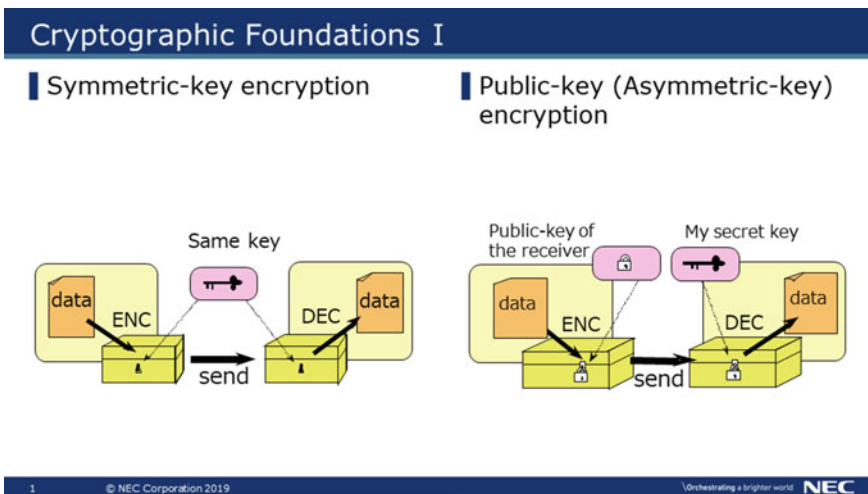 Cryptographic Foundations I
Symmetric-key encryption
Same key
data
ENC
DEC
data
send
Public-key (Asymmetric-key)
encryption
Public-key of
the receiver
My secret key
data
ENC
DEC
data
send
1 © NEC Corporation 2019
\Orchestrating a brighter world NEC